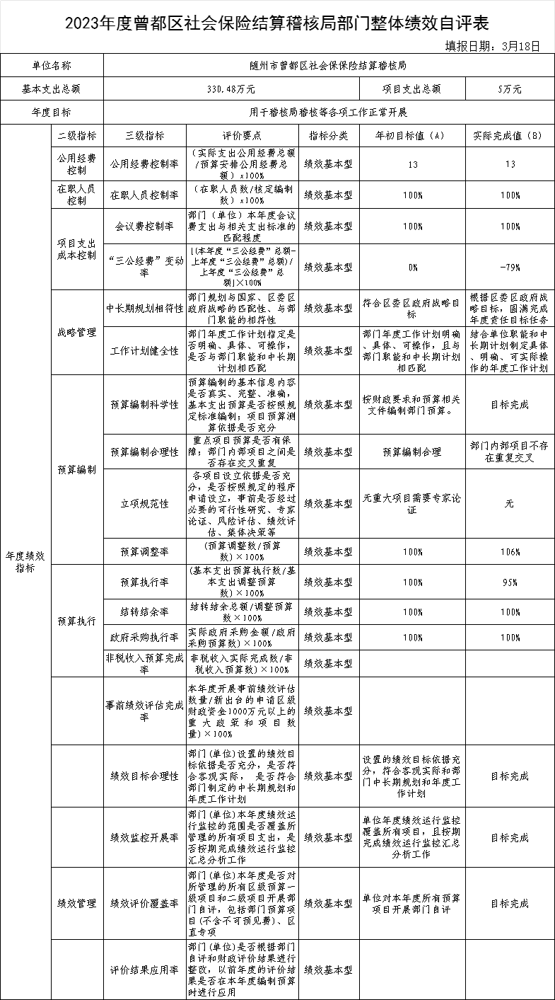 2023年度曾都区社会保险结算稽核局部门整体绩效自评表
填报日期：3月18日
单位名称
随州市曾都区社会保保险结算稽核局
基本支出总额
330.48万元
项目支出总额
5万元
年度目标
用于稽核局稽核等各项工作正常开展
年度绩效
指标
二级指标
三级指标
评价要点
指标分类
年初目标值（A）
实际完成值（B）
公用经费
控制
公用经费控制率
（实际支出公用经费总额
/预算安排公用经费总
额）x100%
绩效基本型
13
13
在职人员
控制
在职人员控制率
（在职人员数/核定编制
数）x100%
绩效基本型
100%
100%
项目支出
成本控制
会议费控制率
部门（单位）本年度会议
费支出与相关支出标准的
匹配程度
绩效基本型
100%
100%
“三公经费”变动
率
[(本年度“三公经费”总额-
上年度“三公经费”总额)/
上年度“三公经费”总
额]×100%
绩效基本型
0%
-79%
战略管理
中长期规划相符性
部门规划与国家、区委区
政府战略的匹配性、与部
门职能的相符性
绩效基本型
符合区委区政府战略目
标
根据区委区政府战
略目标，圆满完成
年度责任目标任务
工作计划健全性
部门年度工作计划指定是
否明确、具体、可操作，
是否与部门职能和中长期
计划相匹配
绩效基本型
部门年度工作计划明确
、具体、可操作，且与
部门职能和中长期计划
相匹配
结合单位职能和中
长期计划制定具体
、明确、可实际操
作的年度工作计划
预算编制
预算编制科学性
预算编制的基本信息内容
是否真实、完整、准确，
基本支出预算是否按照规
定标准编制；项目预算测
算依据是否充分
绩效基本型
按财政要求和预算相关
文件编制部门预算。
目标完成
预算编制合理性
重点项目预算是否有保
障；部门内部项目之间是
否存在交叉重复
绩效基本型
预算编制合理
部门内部项目不存
在重复交叉
立项规范性
各项目设立依据是否充
分，是否按照规定的程序
申请设立，事前是否经过
必要的可行性研究、专家
论证、风险评估、绩效评
估、集体决策等
绩效基本型
无重大项目需要专家论
证
无
预算调整率
(预算调整数/预算
数)×100%
绩效基本型
100%
106%
预算执行
预算执行率
(基本支出预算执行数/基
本支出调整预算
数)×100%
绩效基本型
100%
95%
结转结余率
结转结余总额/调整预算
数×100%
绩效基本型
100%
100%
政府采购执行率
实际政府采购金额/政府
采购预算数)×100%
绩效基本型
100%
100%
非税收入预算完成
率
非税收入实际完成数/非
税收入预算数)×100%
绩效基本型
事前绩效评估完成
率
本年度开展事前绩效评估
数量/新出台的申请区级
财政资金1000万元以上的
重大政策和项目数
量)×100%
绩效基本型
绩效目标合理性
部门(单位)设置的绩效目
标依据是否充分，是否符
合客观实际， 是否符合
部门制定的中长期规划和
年度工作计划
绩效基本型
设置的绩效目标依据充
分，符合客观实际和部
门中长期规划和年度工
作计划
目标完成
绩效监控开展率
部门(单位)本年度绩效运
行监控的范围是否覆盖所
管理的所有项目支出，是
否按期完成绩效运行监控
汇总分析工作
绩效基本型
单位年度绩效运行监控
覆盖所有项目，且按期
完成绩效运行监控汇总
分析工作
目标完成
绩效管理
绩效评价覆盖率
部门(单位)本年度是否对
所管理的所有区级预算一
级项目和二级项目开展部
门自评，包括部门预算项
目(不含不可预见费)、区
直专项
绩效基本型
单位对本年度所有预算
项目开展部门自评
目标完成
评价结果应用率
部门(单位)是否根据部门
自评和财政评价结果进行
整改，以前年度的评价结
果是否在本年度编制预算
时进行应用
绩效基本型